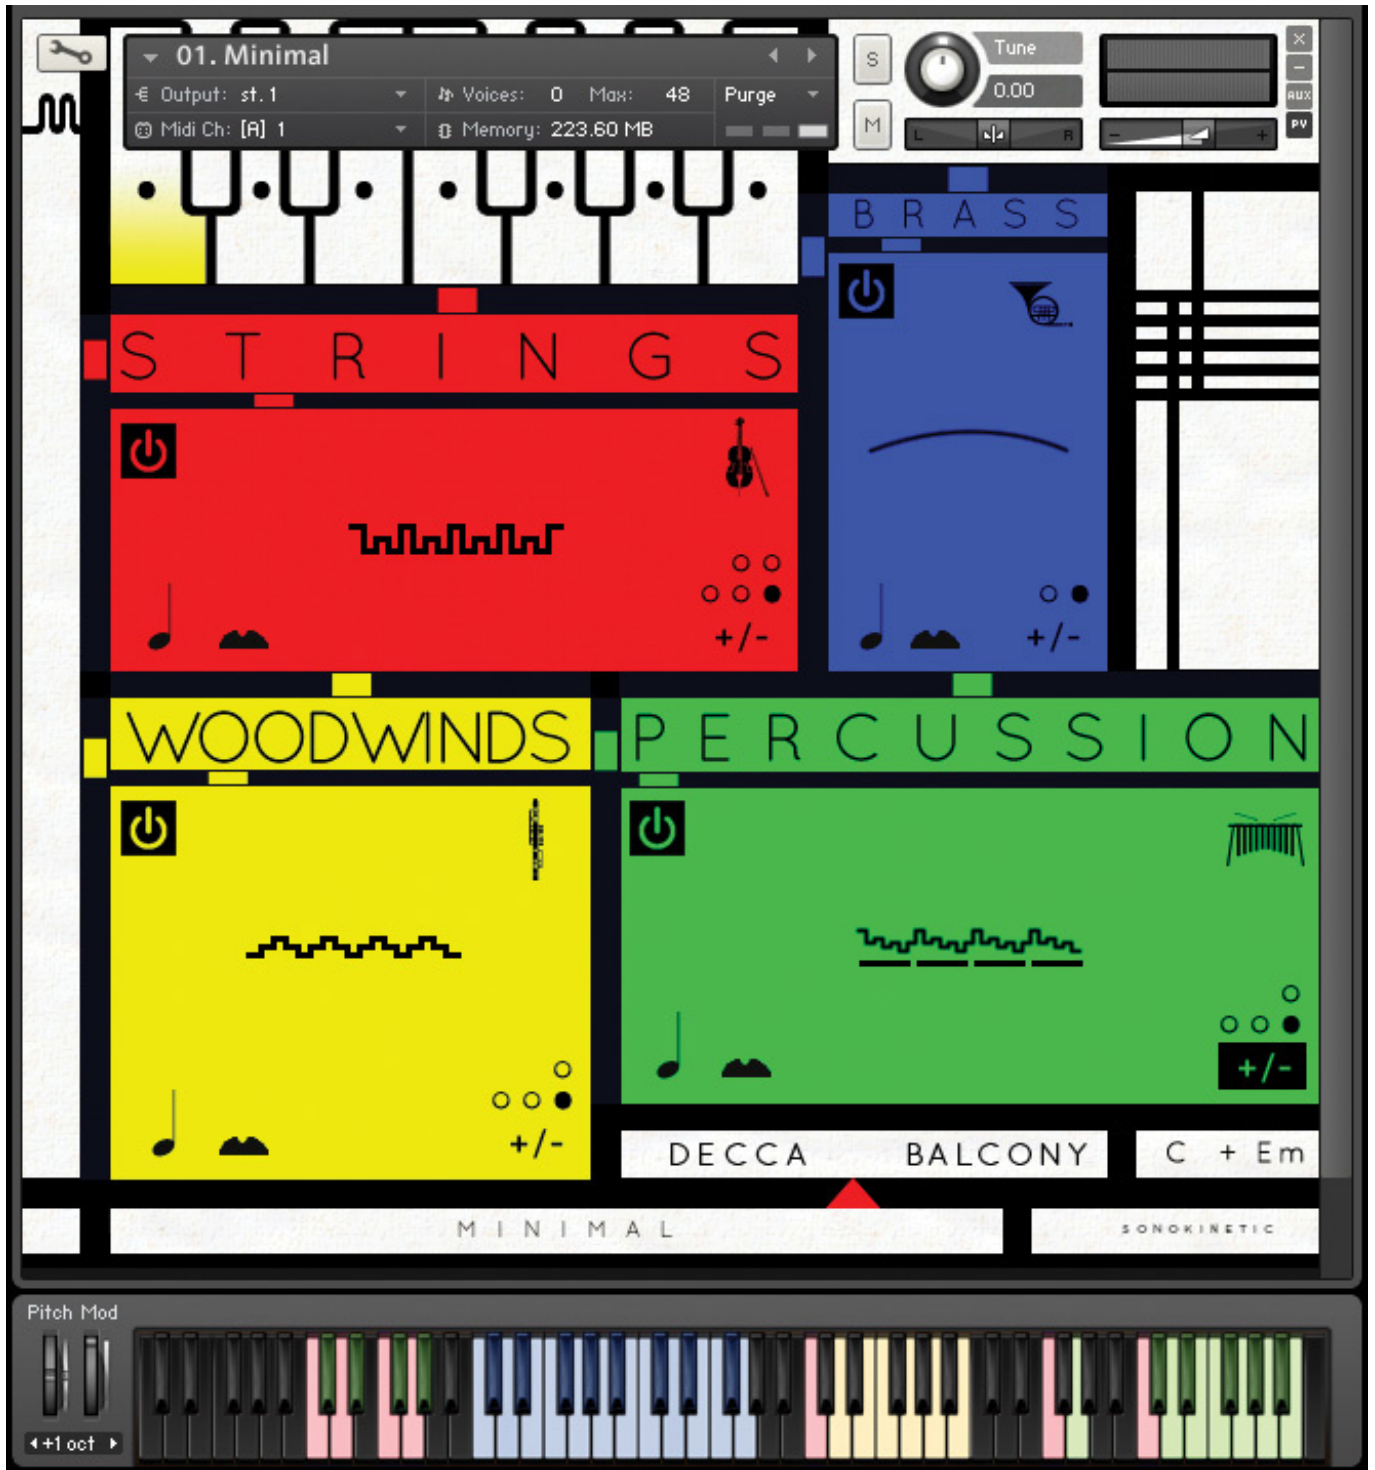 01. Minimal
Output: st. 1
Voices: 0 Max: 48
Purge
Midi Ch: [A] 1
Memory: 223.60 MB
S
M
Tune
0.00
L R
- +
X
-
AUX
PV
BRASS
STRINGS
+/-
+/-
WOODWINDS
PERCUSSION
+/-
+/-
DECCA BALCONY
C + Em
MINIMAL
SONOKINETIC
Pitch Mod
+1 oct